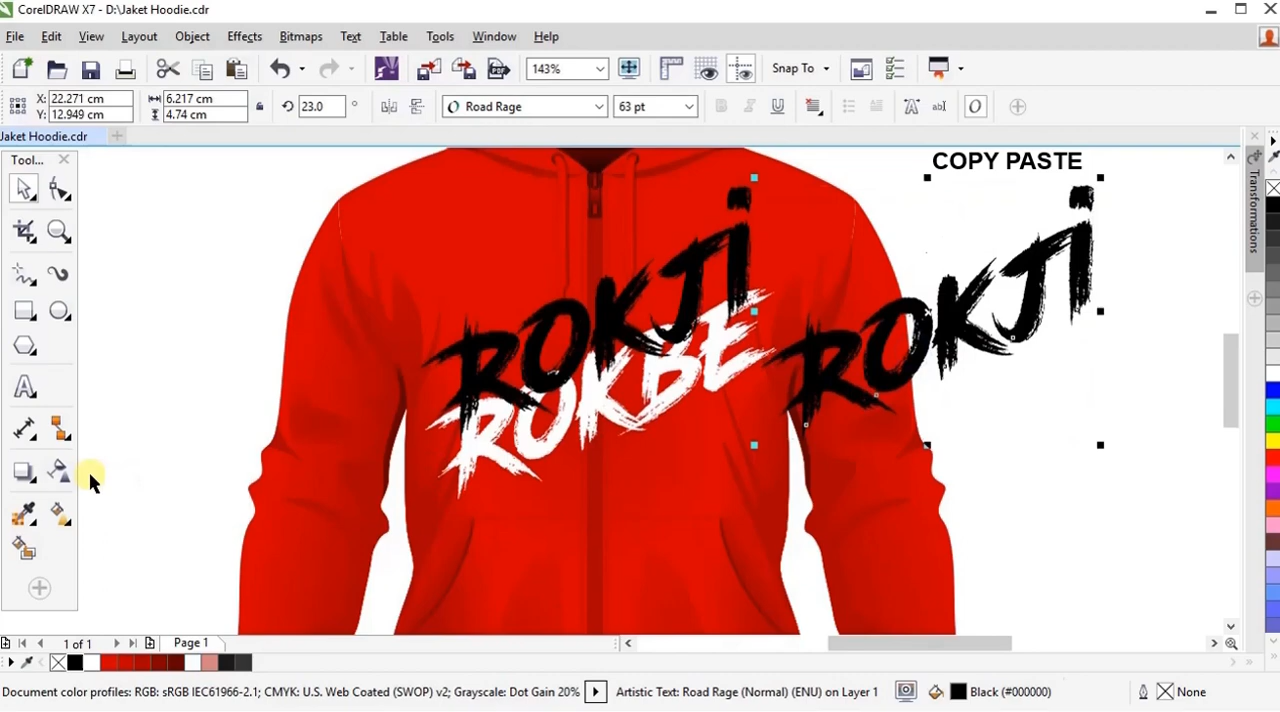 CorelDRAW X7 - D:\Jaket Hoodie.cdr
File Edit View Layout Object Effects Bitmaps Text Table Tools Window Help
143% Snap To
X: 22.271 cm 6.217 cm 23.0 Road Rage 63 pt
Y: 12.949 cm 4.74 cm
Jaket Hoodie.cdr
Tool...
COPY PASTE
Transformations
ROKJi
ROKJi
ROKBE
1 of 1 Page 1
Document color profiles: RGB: sRGB IEC61966-2.1; CMYK: U.S. Web Coated (SWOP) v2; Grayscale: Dot Gain 20% Artistic Text: Road Rage (Normal) (ENU) on Layer 1 Black (#000000) None